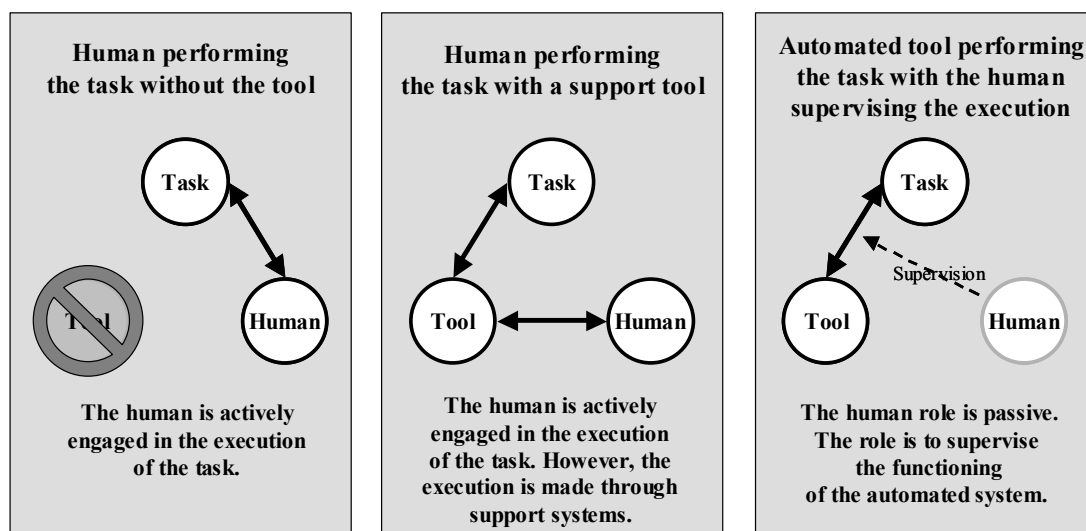 Human performing
the task without the tool
Task
Tool
Human
The human is actively
engaged in the execution
of the task.
Human performing
the task with a support tool
Task
Tool
Human
The human is actively
engaged in the execution
of the task. However, the
execution is made through
support systems.
Automated tool performing
the task with the human
supervising the execution
Task
Supervision
Tool
Human
The human role is passive.
The role is to supervise
the functioning
of the automated system.